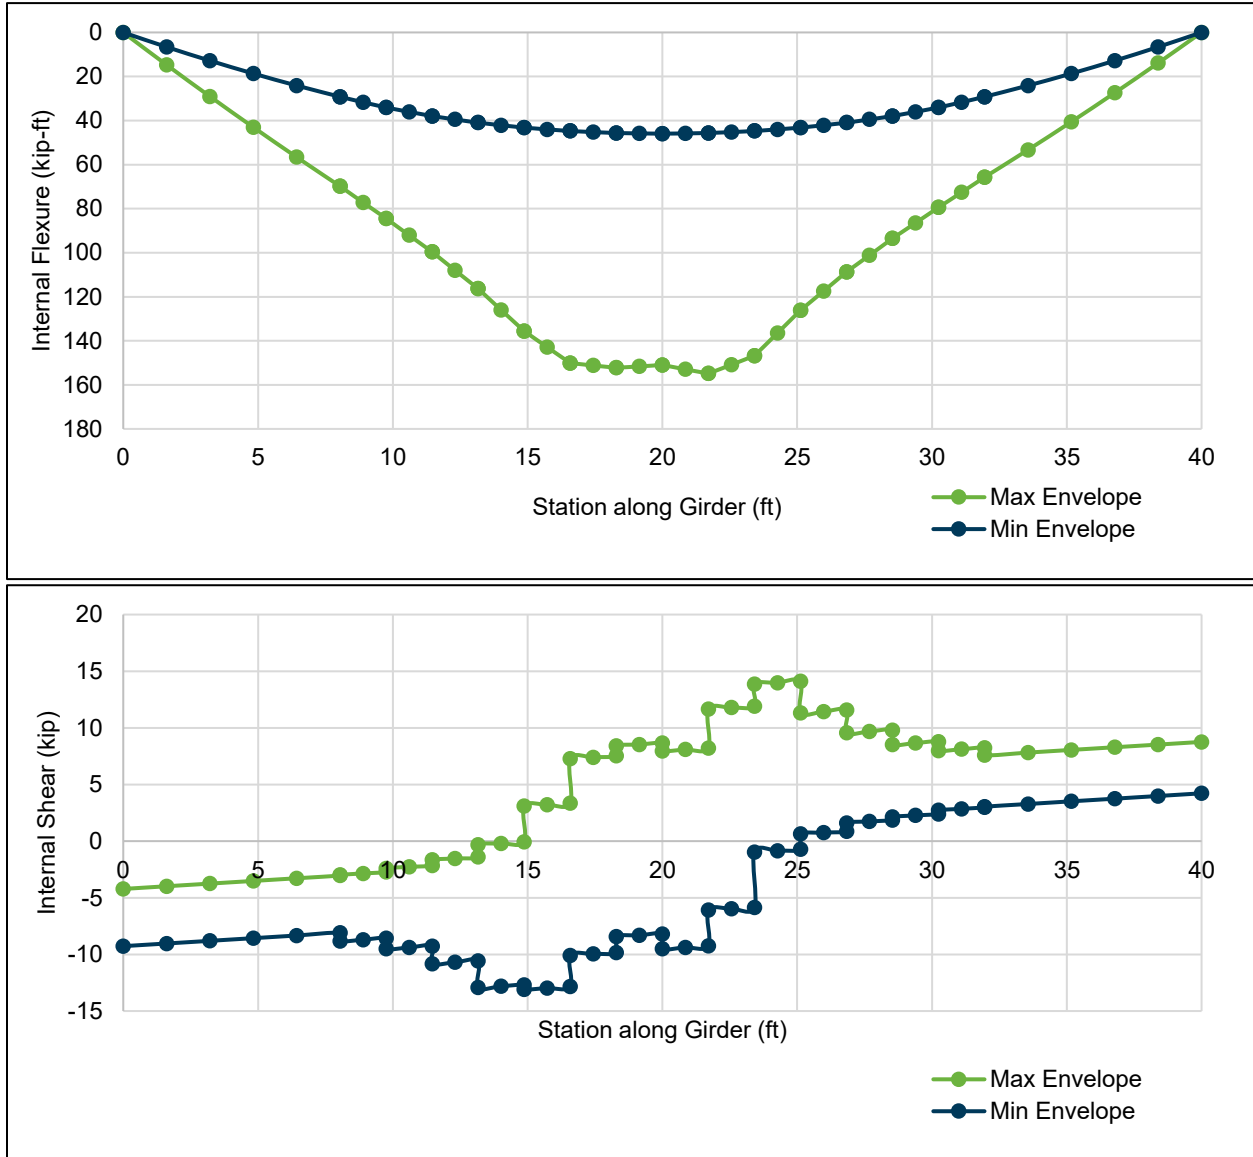 0
20
40
60
80
100
120
140
160
180
Internal Flexure (kip-ft)
0 5 10 15 20 25 30 35 40
Station along Girder (ft)
Max Envelope
Min Envelope
20
15
10
5
0
-5
-10
-15
Internal Shear (kip)
0 5 10 15 20 25 30 35 40
Station along Girder (ft)
Max Envelope
Min Envelope